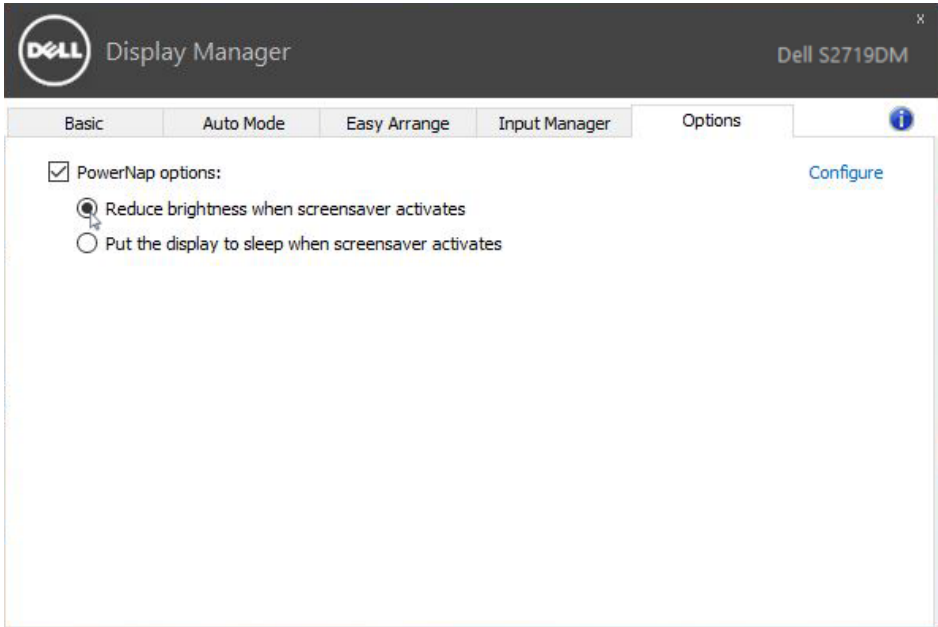 x
DELL Display Manager Dell S2719DM
Basic Auto Mode Easy Arrange Input Manager Options i
PowerNap options: Configure
Reduce brightness when screensaver activates
Put the display to sleep when screensaver activates